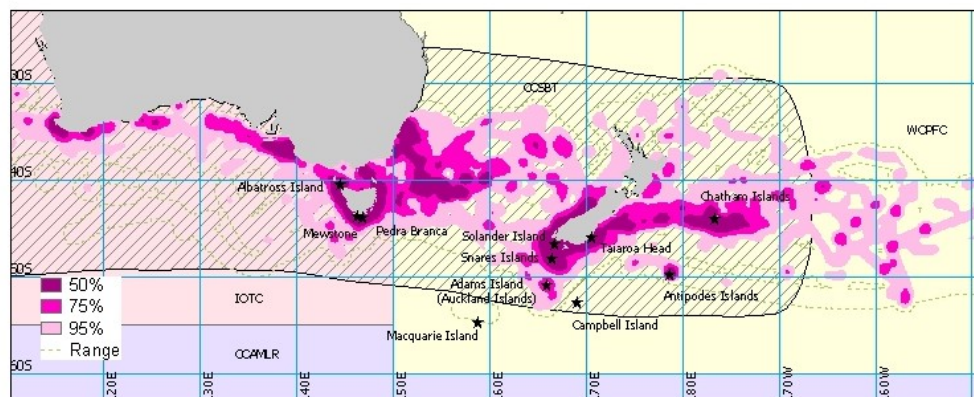 30S
CCSBT
WCPFC
40S
Albatross Island
Chatham Islands
Mewstone
Pedra Branca
Solander Island
Taiaroa Head
Snares Islands
50S
Adams Island
(Auckland Islands)
Antipodes Islands
50%
75%
95%
Range
IOTC
Campbell Island
Macquarie Island
CCAMLR
60S
120E
130E
140E
150E
160E
170E
180E
170W
160W